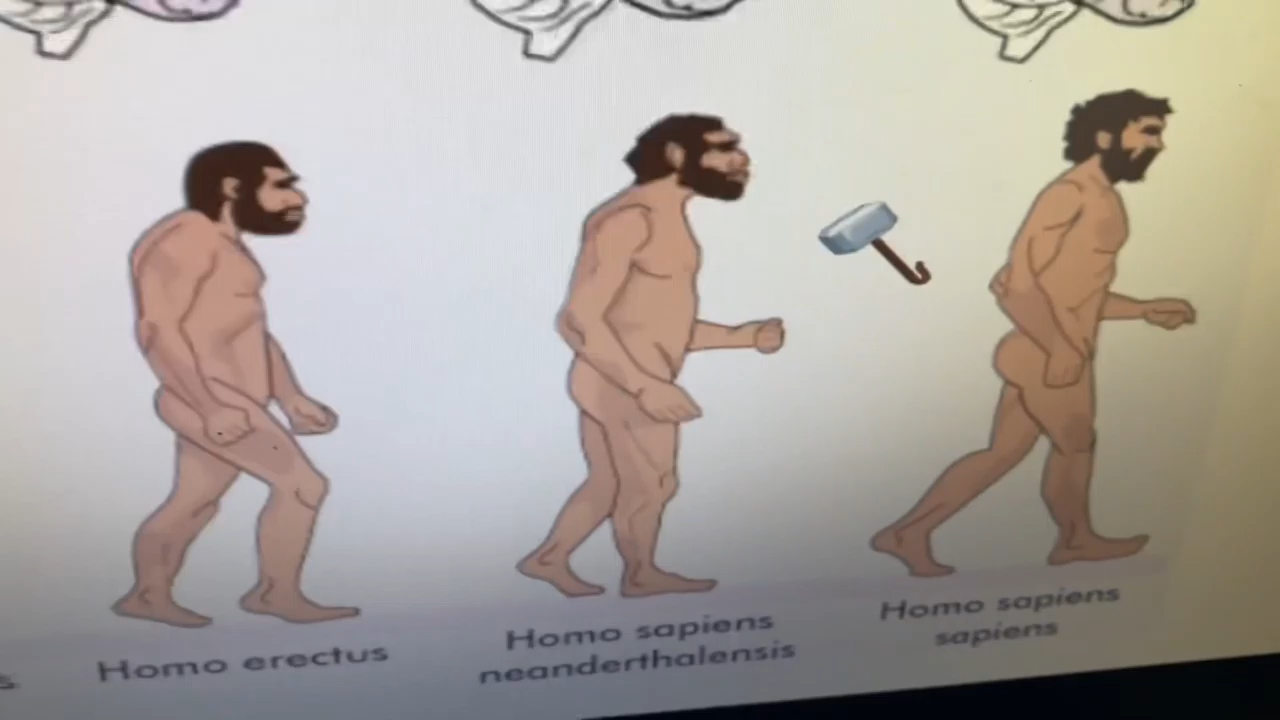 Homo erectus
Homo sapiens
neanderthalensis
Homo sapiens
sapiens